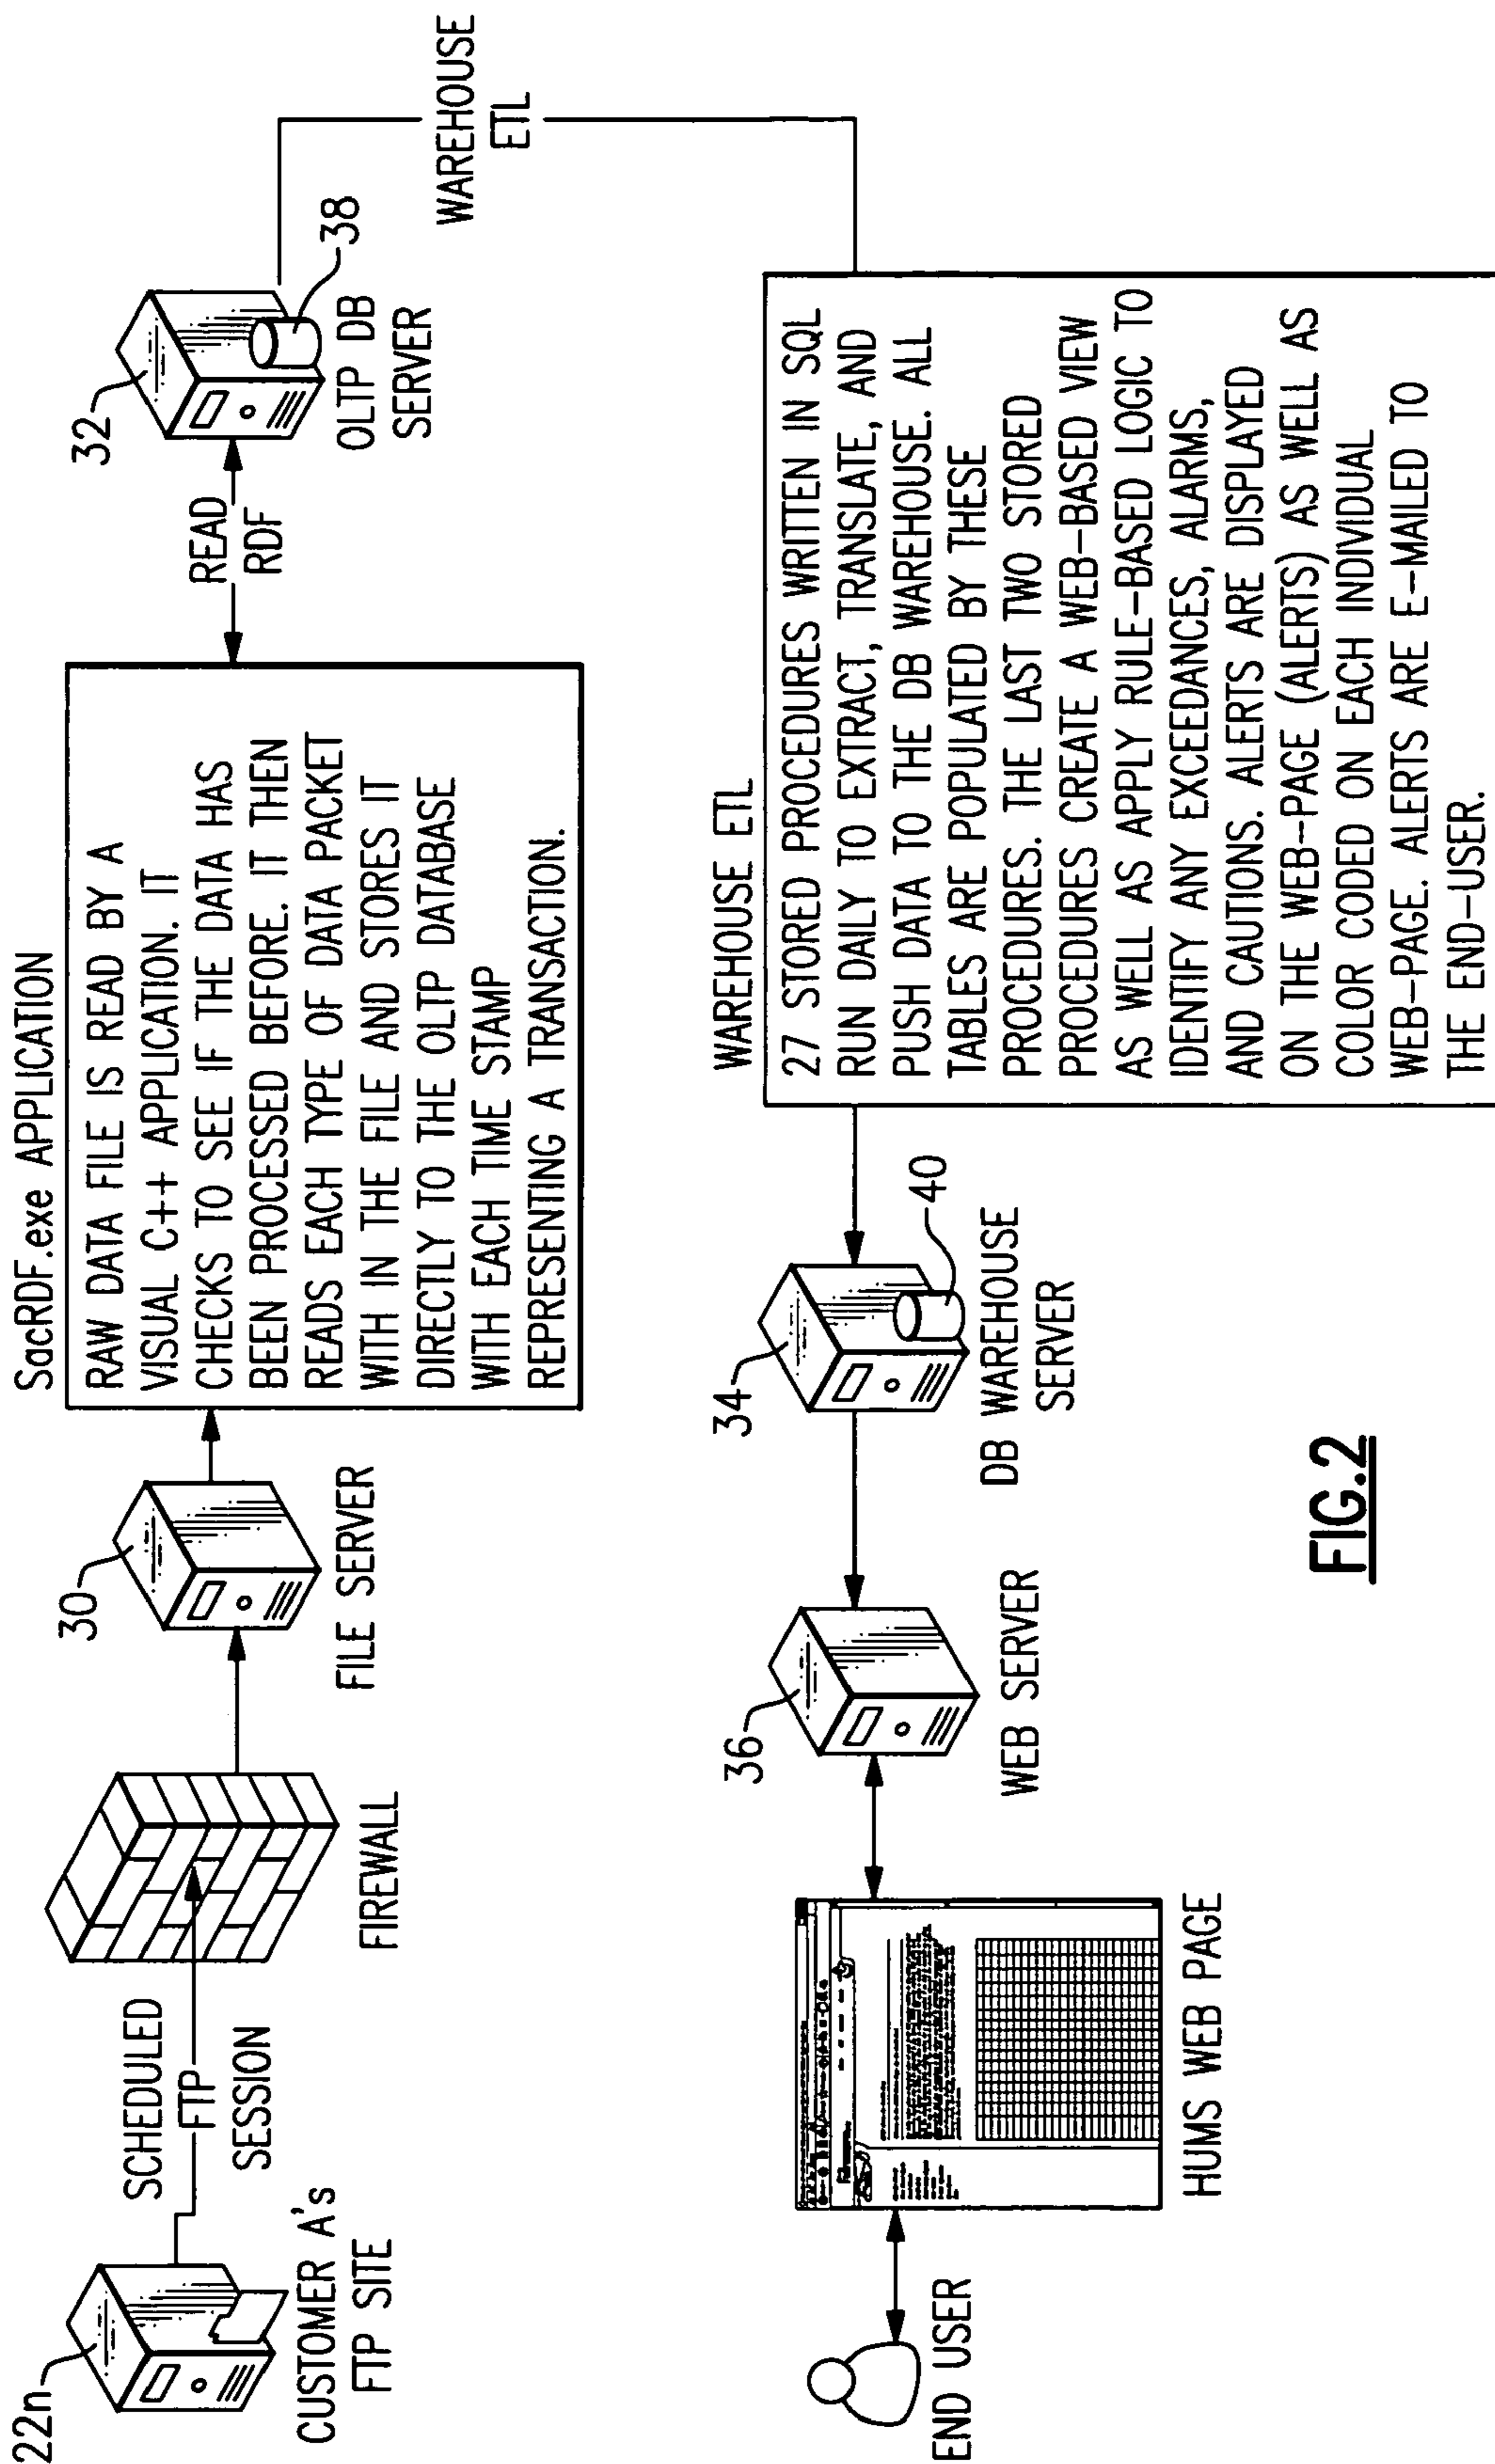 22n
CUSTOMER A's
FTP SITE
SCHEDULED
FTP
SESSION
FIREWALL
30
FILE SERVER
SacRDF.exe APPLICATION
RAW DATA FILE IS READ BY A
VISUAL C++ APPLICATION. IT
CHECKS TO SEE IF THE DATA HAS
BEEN PROCESSED BEFORE. IT THEN
READS EACH TYPE OF DATA PACKET
WITH IN THE FILE AND STORES IT
DIRECTLY TO THE OLTP DATABASE
WITH EACH TIME STAMP
REPRESENTING A TRANSACTION.
READ
RDF
32
38
OLTP DB
SERVER
WAREHOUSE
ETL
WAREHOUSE ETL
27 STORED PROCEDURES WRITTEN IN SQL
RUN DAILY TO EXTRACT, TRANSLATE, AND
PUSH DATA TO THE DB WAREHOUSE. ALL
TABLES ARE POPULATED BY THESE
PROCEDURES. THE LAST TWO STORED
PROCEDURES CREATE A WEB-BASED VIEW
AS WELL AS APPLY RULE-BASED LOGIC TO
IDENTIFY ANY EXCEEDANCES, ALARMS,
AND CAUTIONS. ALERTS ARE DISPLAYED
ON THE WEB-PAGE (ALERTS) AS WELL AS
COLOR CODED ON EACH INDIVIDUAL
WEB-PAGE. ALERTS ARE E-MAILED TO
THE END-USER.
34
40
DB WAREHOUSE
SERVER
36
WEB SERVER
HUMS WEB PAGE
END USER
FIG.2